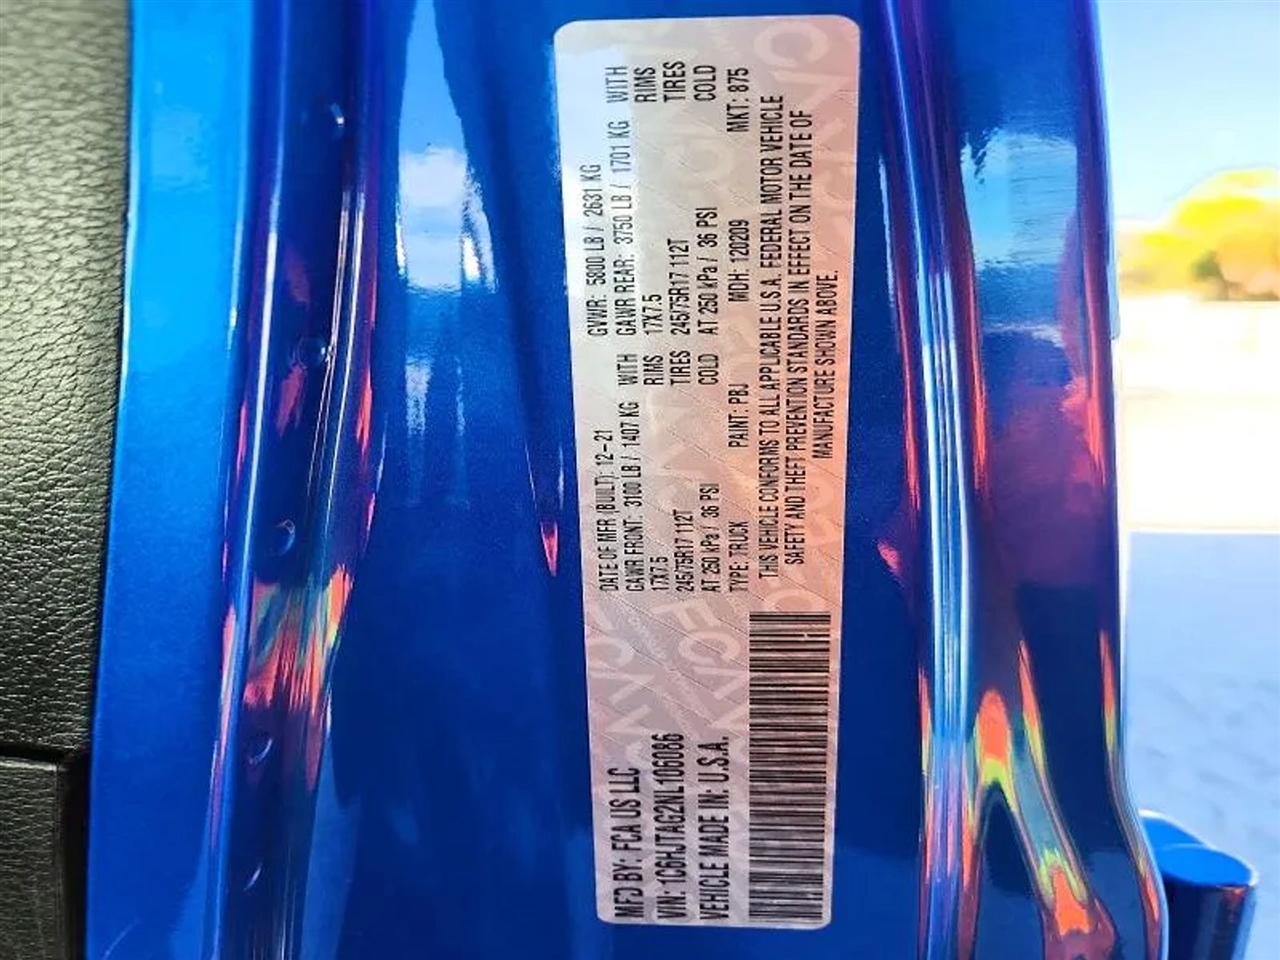 MFD BY: FCA US LLC
VIN: 1C6HJTAG2NL106086
VEHICLE MADE IN: U.S.A.
DATE OF MFR (BUILT): 12-21 GVWR: 5800 LB / 2631 KG
GAWR FRONT: 3100 LB / 1407 KG WITH GAWR REAR: 3750 LB / 1701 KG WITH
17X7.5 RIMS 17X7.5 RIMS
245/75R17 112T TIRES 245/75R17 112T TIRES
AT 250 kPa / 36 PSI COLD AT 250 kPa / 36 PSI COLD
TYPE: TRUCK PAINT: PBJ MDH: 120209 MKT: 875
THIS VEHICLE CONFORMS TO ALL APPLICABLE U.S.A. FEDERAL MOTOR VEHICLE
SAFETY AND THEFT PREVENTION STANDARDS IN EFFECT ON THE DATE OF
MANUFACTURE SHOWN ABOVE.